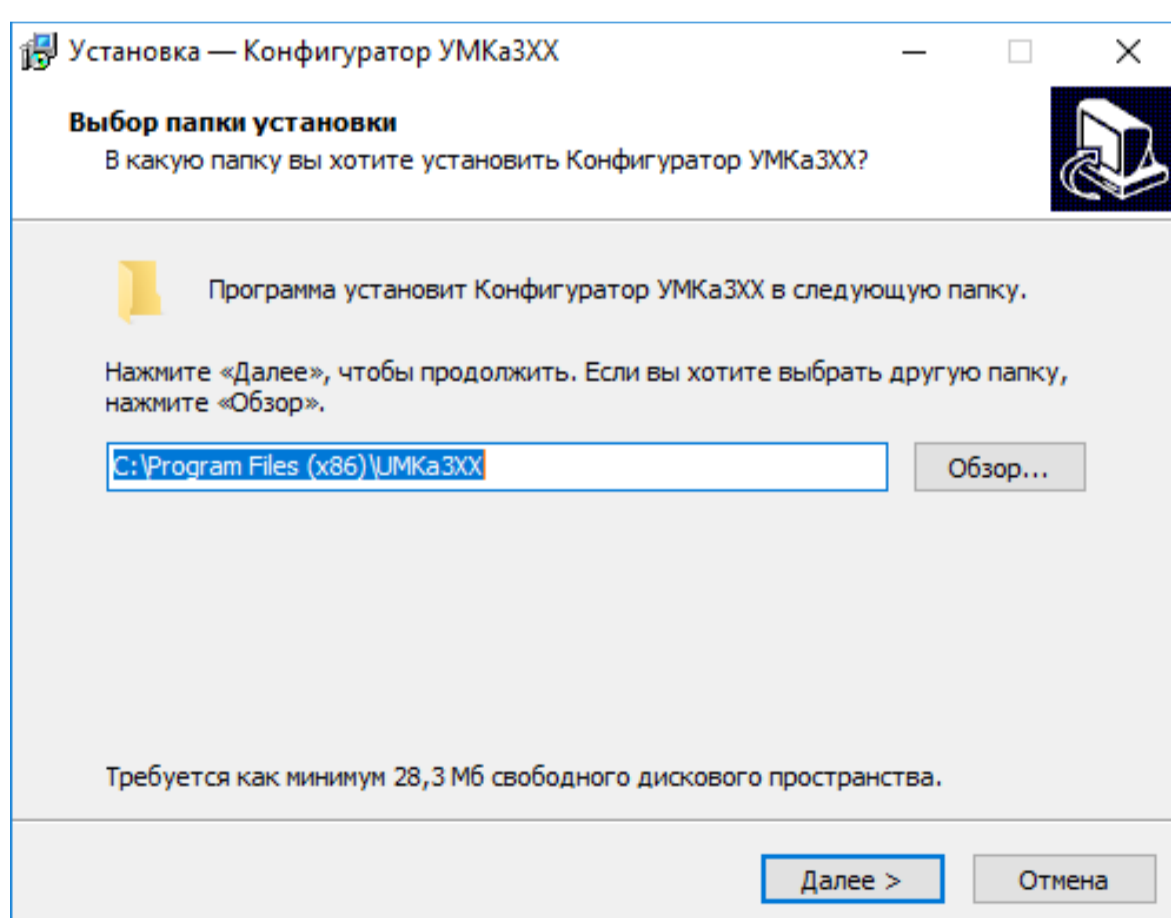 Установка — Конфигуратор УМКа3XX
Выбор папки установки
В какую папку вы хотите установить Конфигуратор УМКа3XX?
Программа установит Конфигуратор УМКа3XX в следующую папку.
Нажмите «Далее», чтобы продолжить. Если вы хотите выбрать другую папку,
нажмите «Обзор».
C:\Program Files (x86)\UMKa3XX
Обзор...
Требуется как минимум 28,3 Мб свободного дискового пространства.
Далее >
Отмена